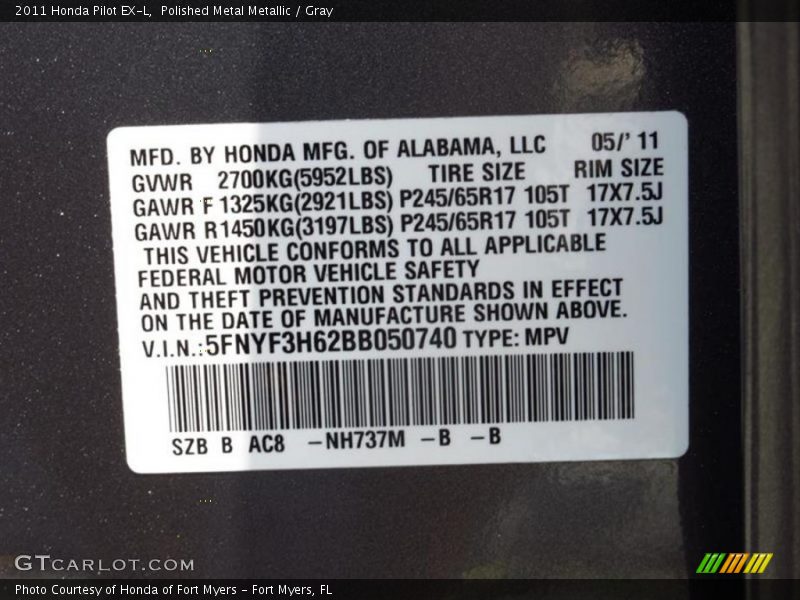 2011 Honda Pilot EX-L,  Polished Metal Metallic / Gray
MFD. BY HONDA MFG. OF ALABAMA, LLC 05/' 11
GVWR 2700KG(5952LBS) TIRE SIZE RIM SIZE
GAWR F 1325KG(2921LBS) P245/65R17 105T 17X7.5J
GAWR R1450KG(3197LBS) P245/65R17 105T 17X7.5J
THIS VEHICLE CONFORMS TO ALL APPLICABLE
FEDERAL MOTOR VEHICLE SAFETY
AND THEFT PREVENTION STANDARDS IN EFFECT
ON THE DATE OF MANUFACTURE SHOWN ABOVE.
V.I.N.:5FNYF3H62BB050740 TYPE: MPV
SZB B AC8 -NH737M -B -B
GTCARLOT.COM
Photo Courtesy of Honda of Fort Myers - Fort Myers, FL